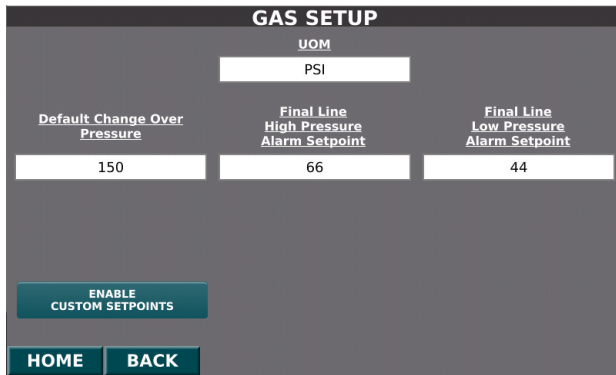 GAS SETUP
UOM
PSI
Default Change Over
Pressure
150
Final Line
High Pressure
Alarm Setpoint
66
Final Line
Low Pressure
Alarm Setpoint
44
ENABLE
CUSTOM SETPOINTS
HOME
BACK